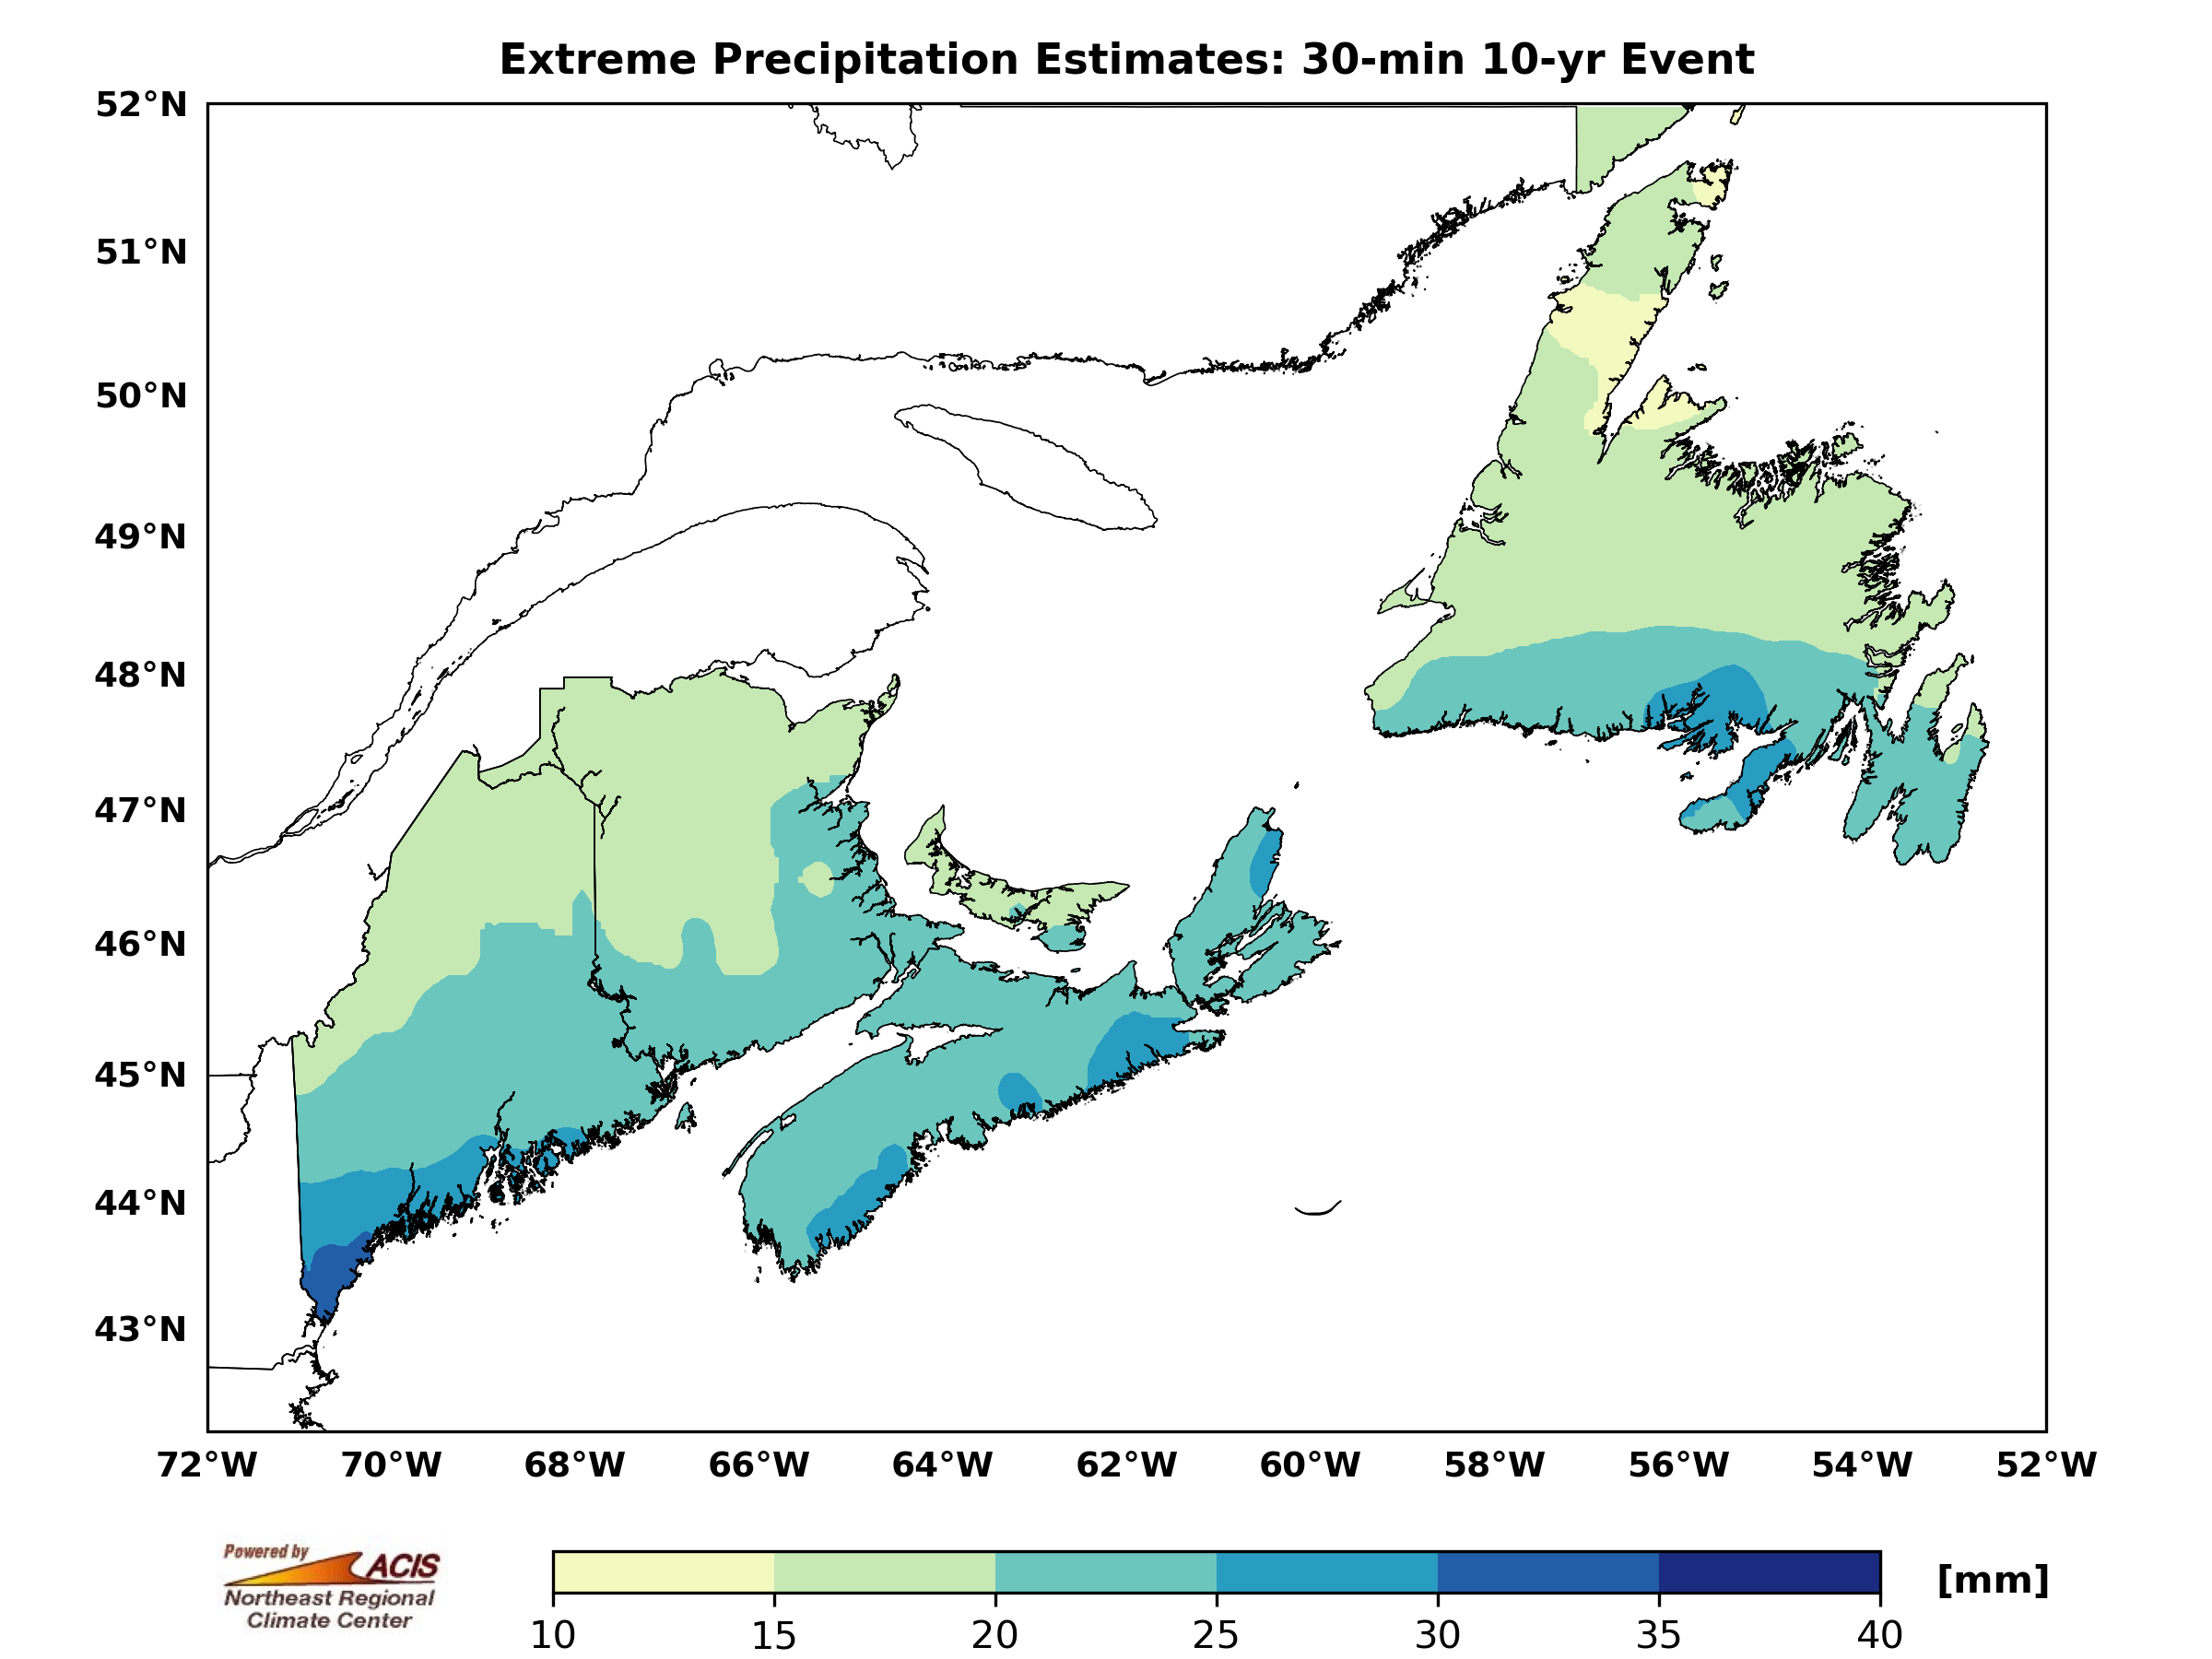 Extreme Precipitation Estimates: 30-min 10-yr Event
52°N
51°N
50°N
49°N
48°N
47°N
46°N
45°N
44°N
43°N
72°W 70°W 68°W 66°W 64°W 62°W 60°W 58°W 56°W 54°W 52°W
Powered by
ACIS
Northeast Regional
Climate Center
[mm]
10 15 20 25 30 35 40